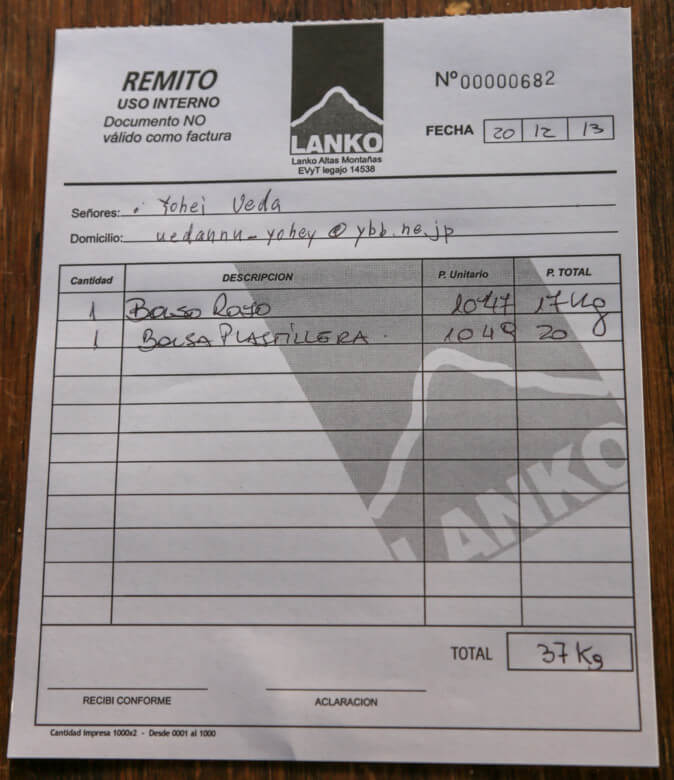 REMITO
USO INTERNO
Documento NO
válido como factura
LANKO
Lanko Altas Montañas
EVyT legajo 14538
Nº 00000682
FECHA 20 12 13
Señores: Yohei Ueda
Domicilio: uedannu-yohey@ybb.ne.jp
Cantidad DESCRIPCION P. Unitario P. TOTAL
1 Bolso Rojo 1047 17 Kg
1 BOLSA PLASTILLERA. 1049 20
LANKO
TOTAL 37 Kg
RECIBI CONFORME ACLARACION
Cantidad Impresa 1000x2 - Desde 0001 al 1000